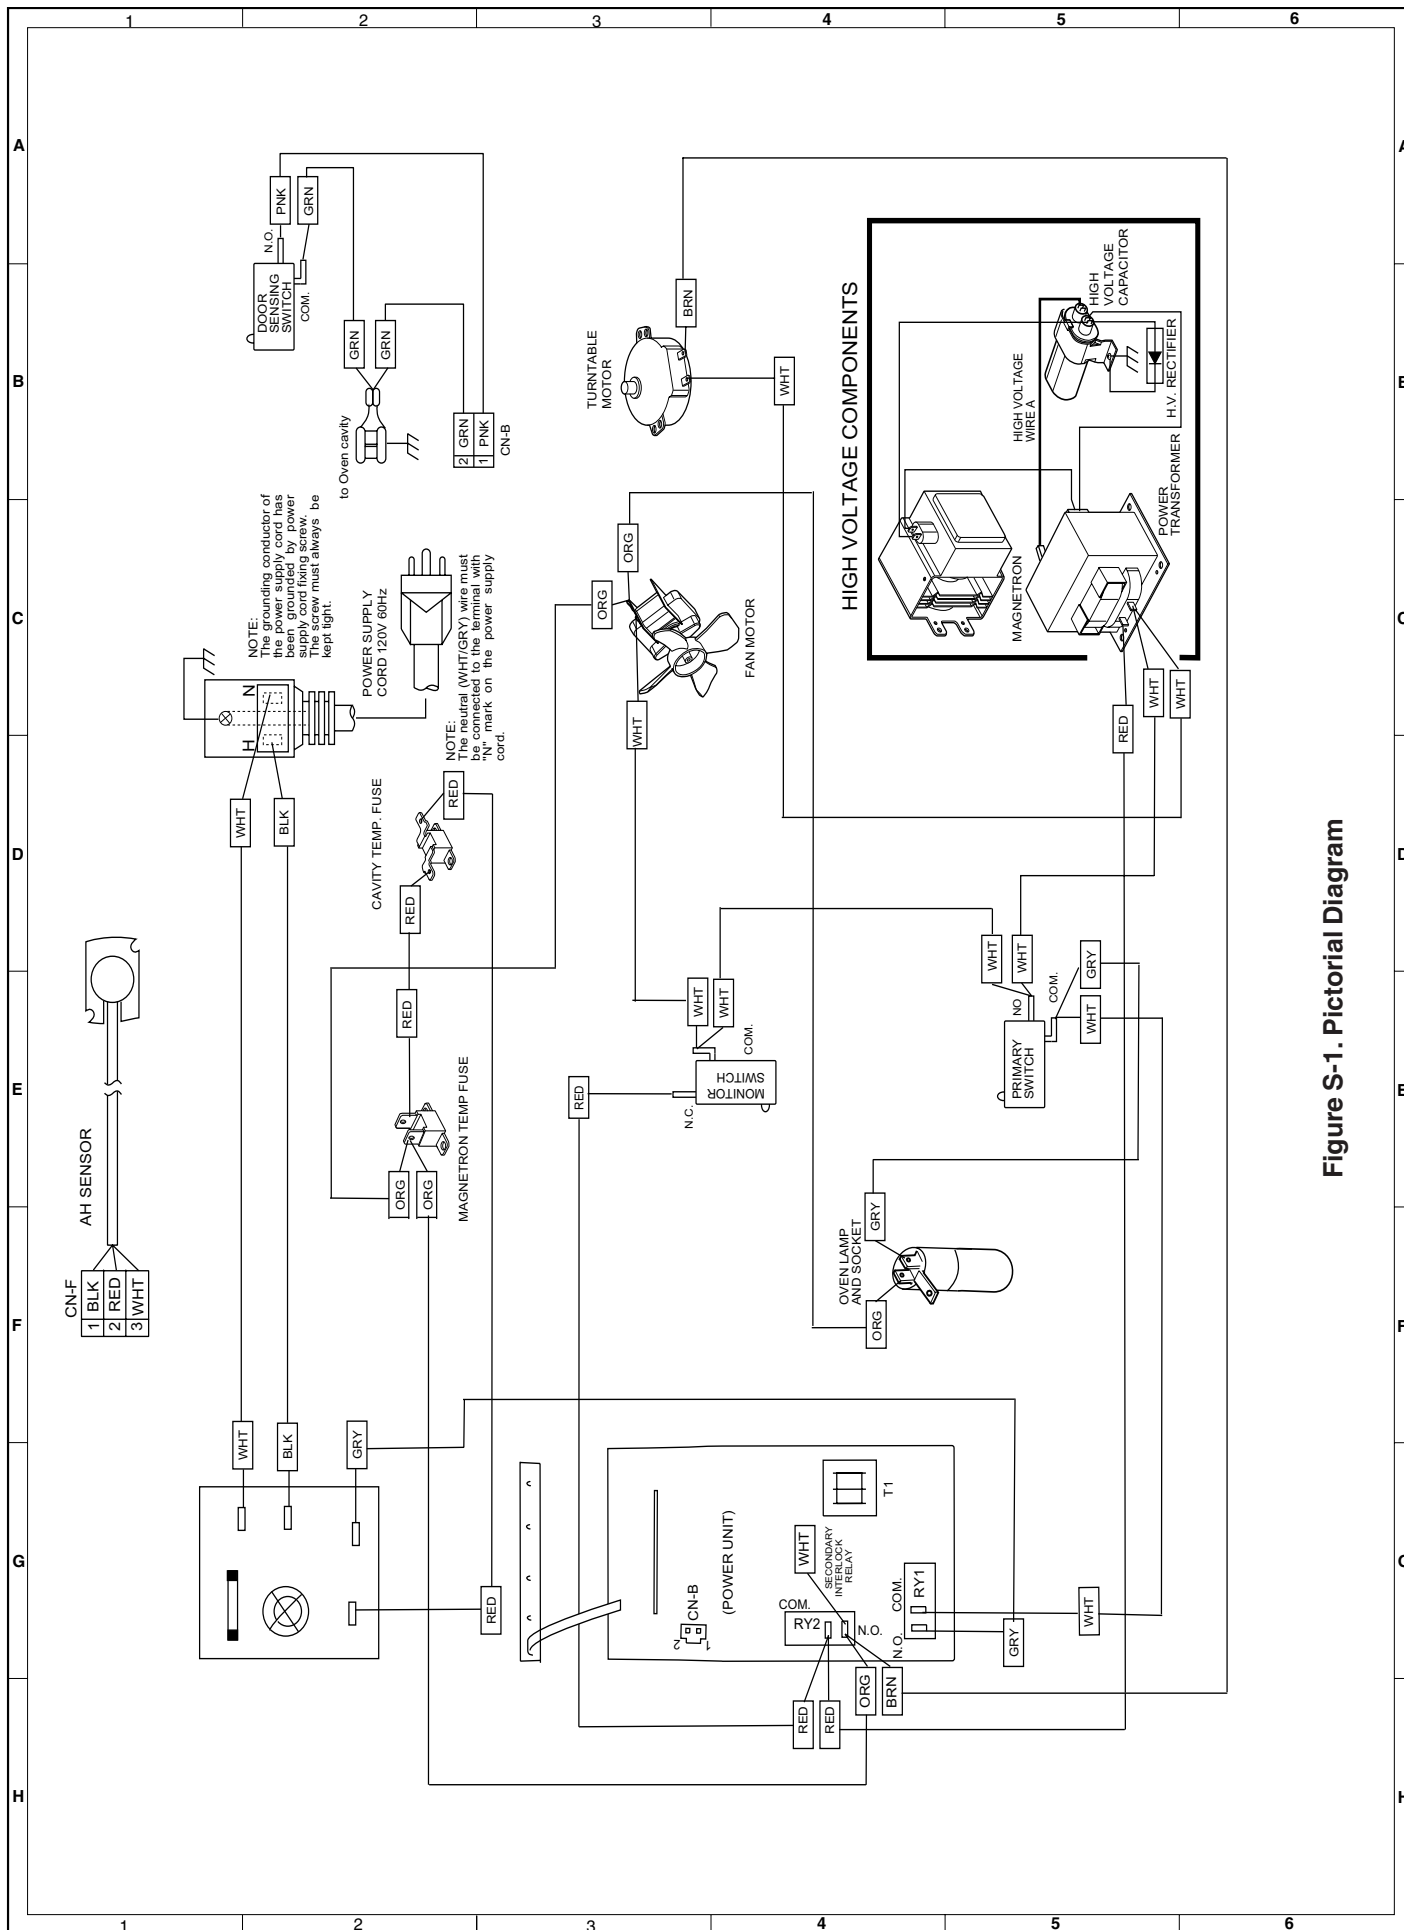 1 2 3 4 5 6
A
B
C
D
E
F
G
H
AH SENSOR
CN-F
1 BLK
2 RED
3 WHT
NOTE:
The grounding conductor of
the power supply cord has
been grounded by power
supply cord fixing screw.
The screw must always be
kept tight.
H
N
WHT
BLK
WHT
BLK
GRY
POWER SUPPLY
CORD 120V 60Hz
NOTE:
The neutral (WHT/GRY) wire must
be connected to the terminal with
"N" mark on the power supply
cord.
DOOR
SENSING
SWITCH
N.O.
COM.
PNK
GRN
GRN
GRN
to Oven cavity
2 GRN
1 PNK
CN-B
CAVITY TEMP. FUSE
RED
RED
RED
MAGNETRON TEMP FUSE
ORG
ORG
RED
TURNTABLE
MOTOR
BRN
WHT
FAN MOTOR
ORG
ORG
WHT
MONITOR
SWITCH
N.C.
COM.
RED
WHT
WHT
HIGH VOLTAGE COMPONENTS
MAGNETRON
HIGH VOLTAGE
WIRE A
HIGH
VOLTAGE
CAPACITOR
H.V. RECTIFIER
POWER
TRANSFORMER
RED
WHT
WHT
PRIMARY
SWITCH
NO
COM.
WHT
WHT
GRY
WHT
OVEN LAMP
AND SOCKET
GRY
ORG
(POWER UNIT)
CN-B
2
1
T1
WHT
SECONDARY
INTERLOCK
RELAY
COM.
RY2
N.O.
COM.
RY1
N.O.
RED
RED
ORG
BRN
GRY
WHT
Figure S-1. Pictorial Diagram
A
B
C
D
E
F
G
H
1 2 3 4 5 6